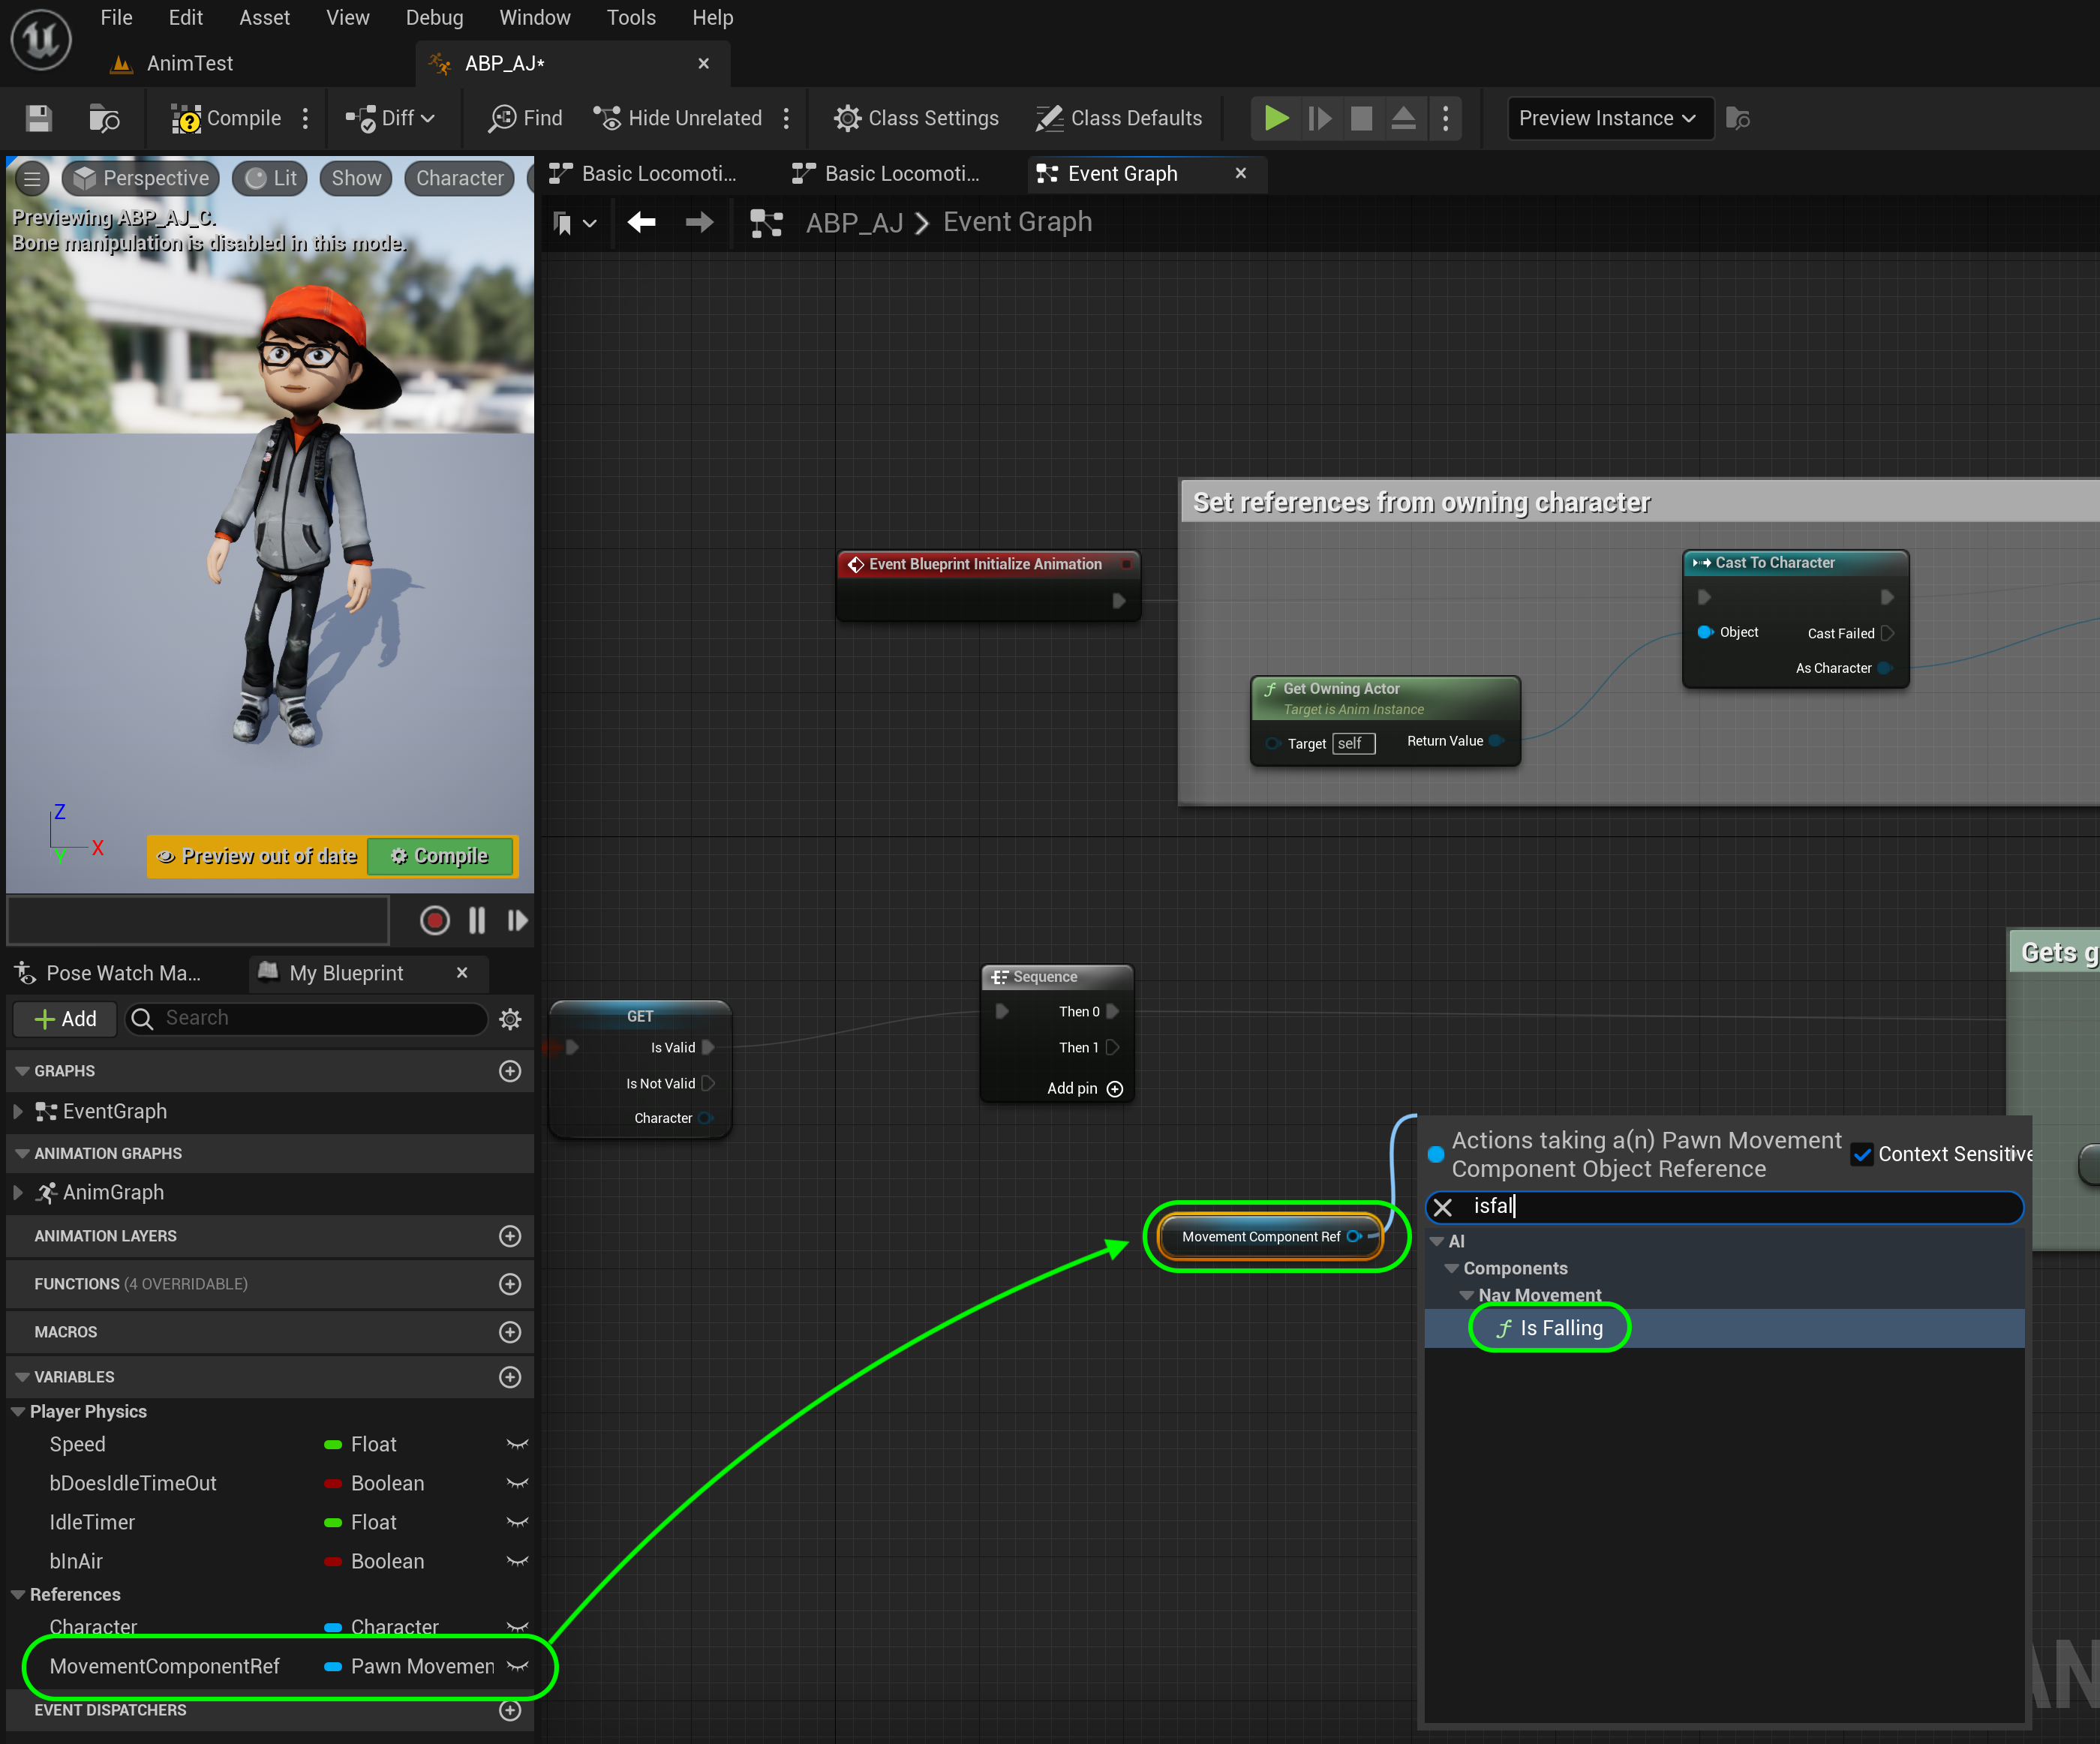 File Edit Asset View Debug Window Tools Help
AnimTest
ABP_AJ*
Compile
Diff
Find
Hide Unrelated
Class Settings
Class Defaults
Preview Instance
Perspective
Lit
Show
Character
Previewing ABP_AJ_C.
Bone manipulation is disabled in this mode.
Z
X
Y
Preview out of date
Compile
Basic Locomoti...
Basic Locomoti...
Event Graph
ABP_AJ > Event Graph
Set references from owning character
Event Blueprint Initialize Animation
Cast To Character
Object
Cast Failed
As Character
Get Owning Actor
Target is Anim Instance
Target self
Return Value
Gets g
Sequence
Then 0
Then 1
Add pin
GET
Is Valid
Is Not Valid
Character
Movement Component Ref
Actions taking a(n) Pawn Movement
Component Object Reference
Context Sensitive
isfal
AI
Components
Nav Movement
Is Falling
Pose Watch Ma...
My Blueprint
Add
Search
GRAPHS
EventGraph
ANIMATION GRAPHS
AnimGraph
ANIMATION LAYERS
FUNCTIONS (4 OVERRIDABLE)
MACROS
VARIABLES
Player Physics
Speed Float
bDoesIdleTimeOut Boolean
IdleTimer Float
bInAir Boolean
References
Character Character
MovementComponentRef Pawn Movemen
EVENT DISPATCHERS
AN